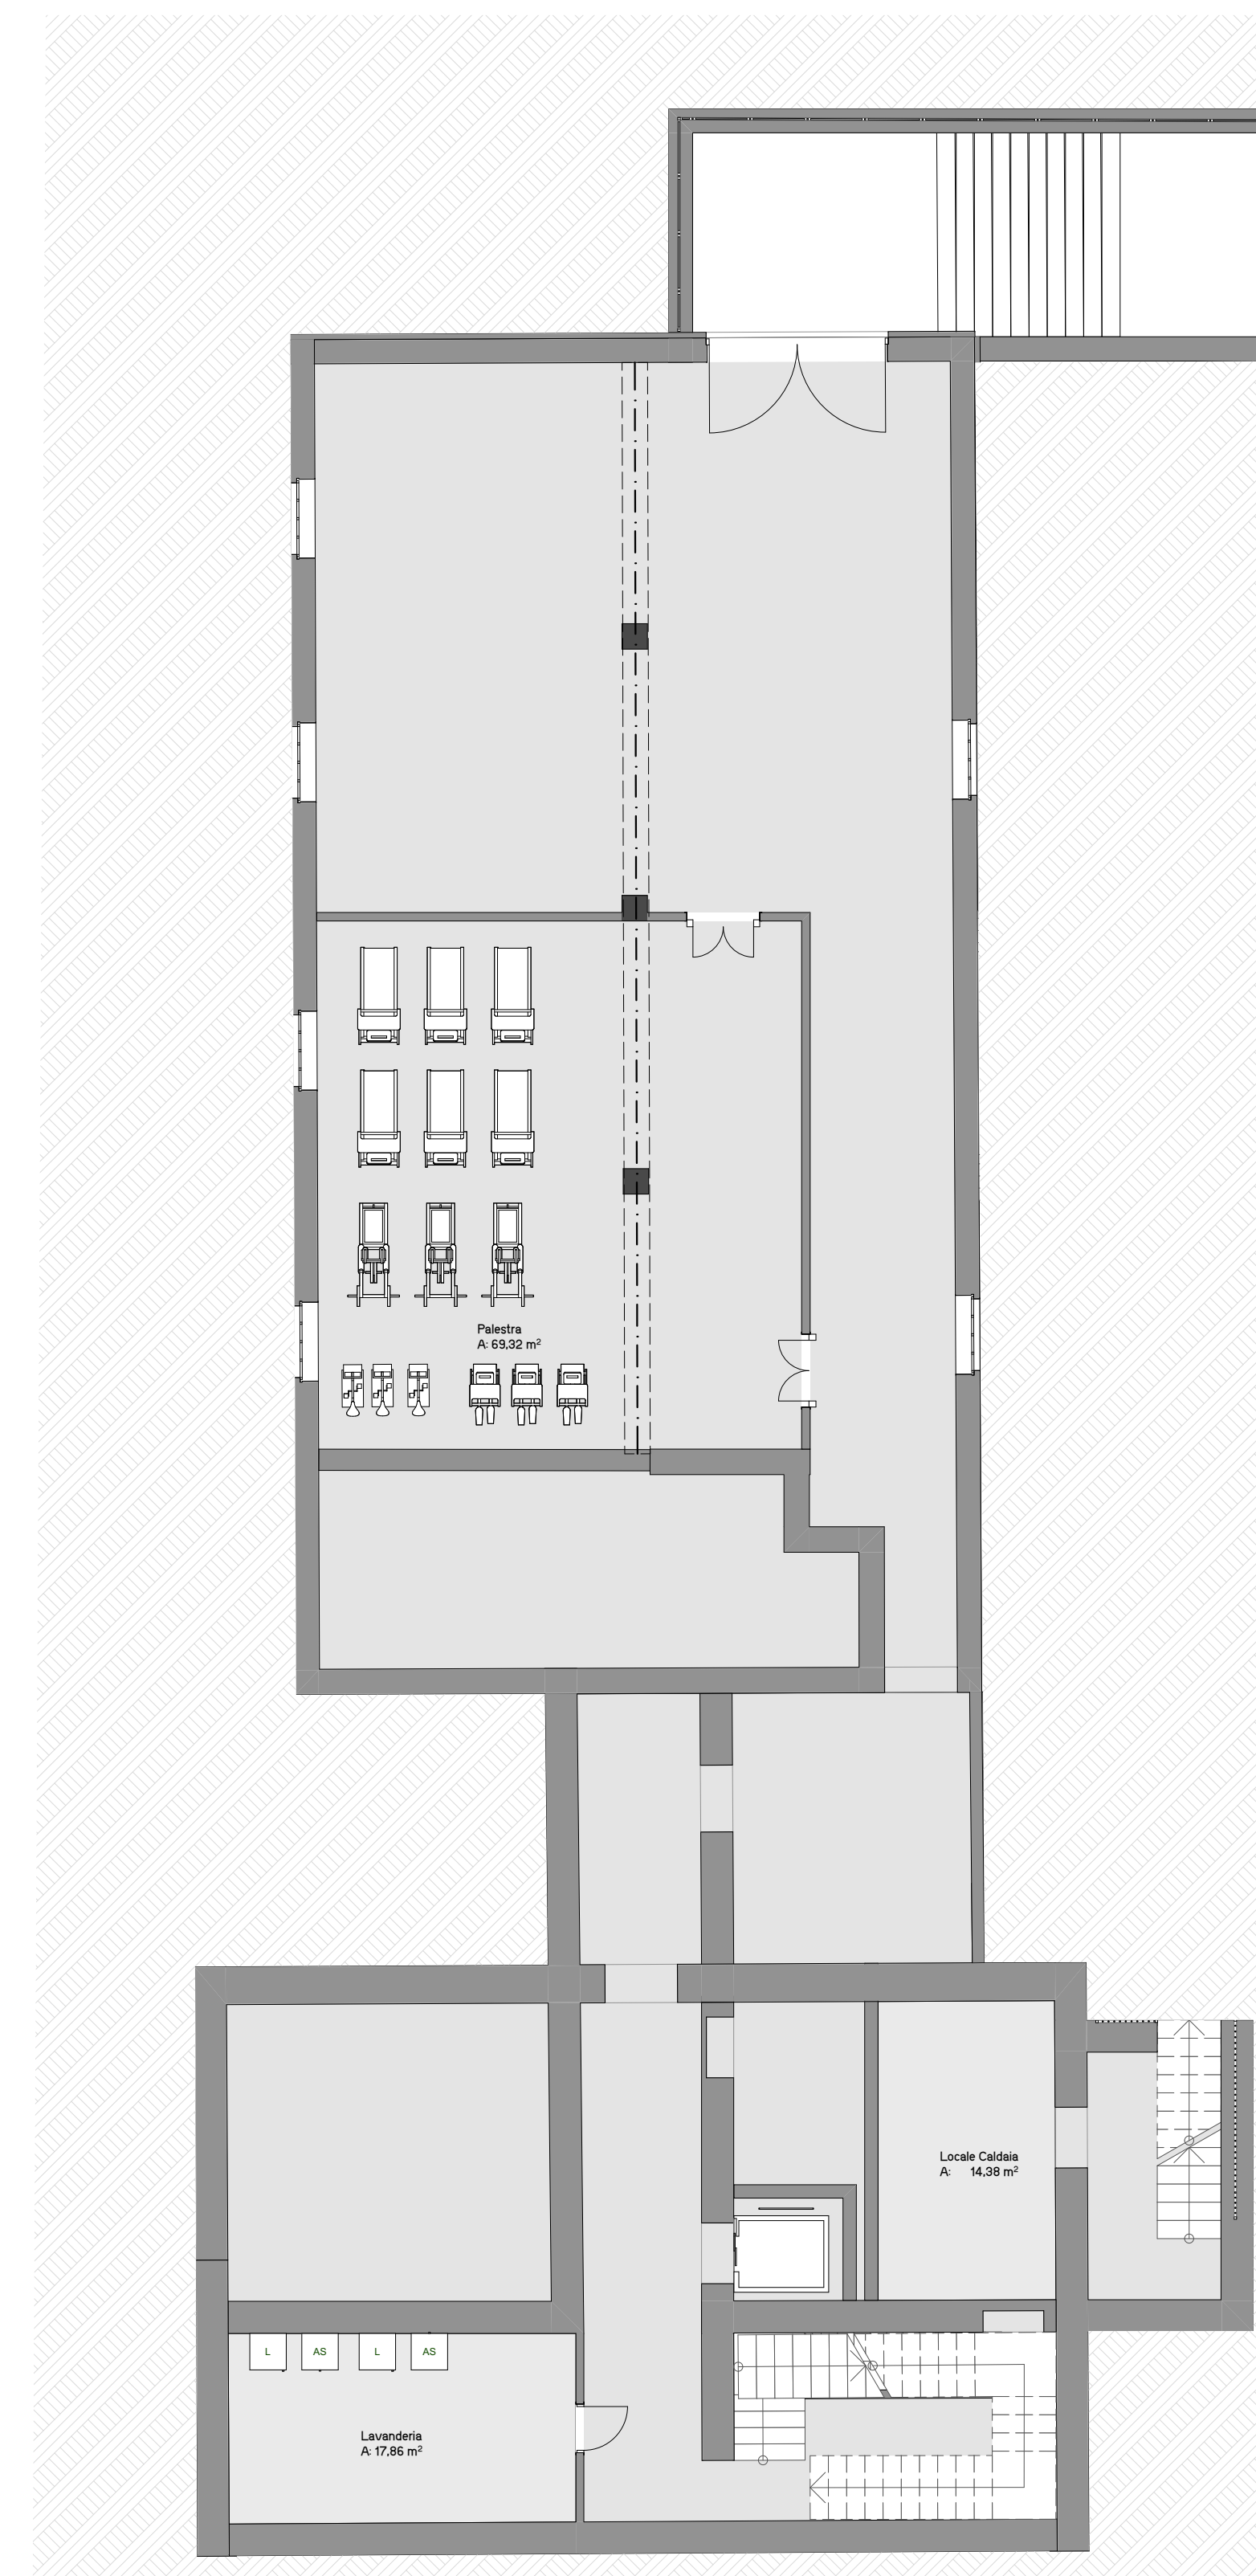 Palestra
A: 69,32 m²
Locale Caldaia
A: 14,38 m²
L AS L AS
Lavanderia
A: 17,86 m²